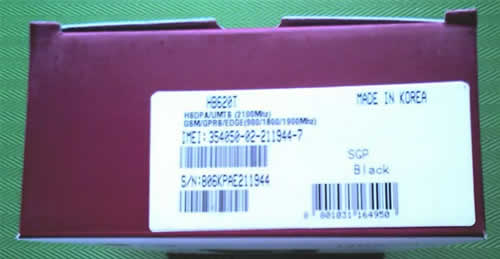 HB620T
MADE IN KOREA
HSDPA/UMTS (2100Mhz)
GSM/GPRS/EDGE(900/1800/1900Mhz)
IMEI:354050-02-211944-7
SGP
Black
S/N:806KPAE211944
8 801031 164950